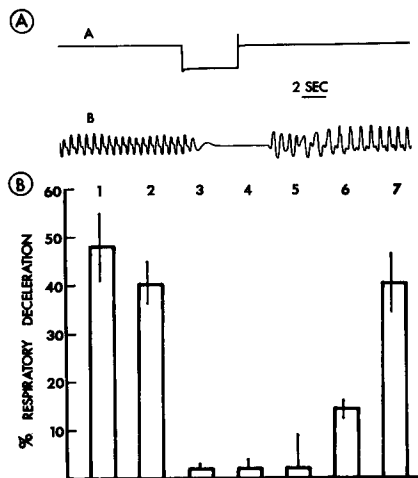 A
A
2 SEC
B
B
1 2 3 4 5 6 7
% RESPIRATORY DECELERATION
60
50
40
30
20
10